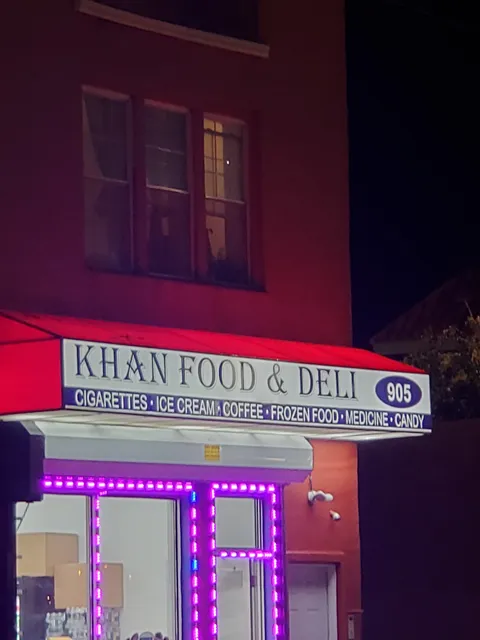 KHAN FOOD & DELI
905
CIGARETTES • ICE CREAM • COFFEE • FROZEN FOOD • MEDICINE • CANDY